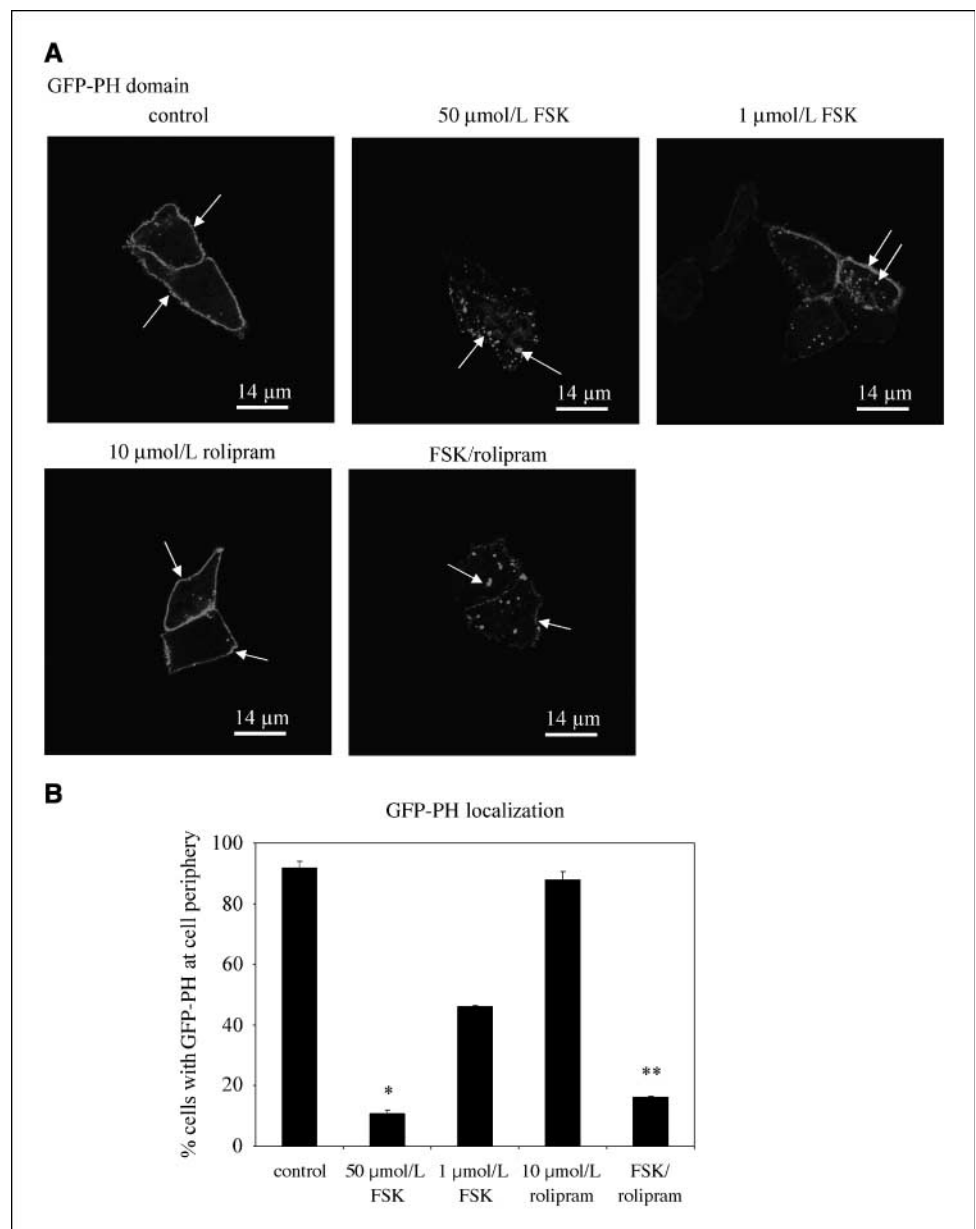 A
GFP-PH domain
control
50 μmol/L FSK
1 μmol/L FSK
14 μm
14 μm
14 μm
10 μmol/L rolipram
FSK/rolipram
14 μm
14 μm
B
GFP-PH localization
% cells with GFP-PH at cell periphery
100
80
60
40
20
0
*
**
control
50 μmol/L
FSK
1 μmol/L
FSK
10 μmol/L
rolipram
FSK/
rolipram